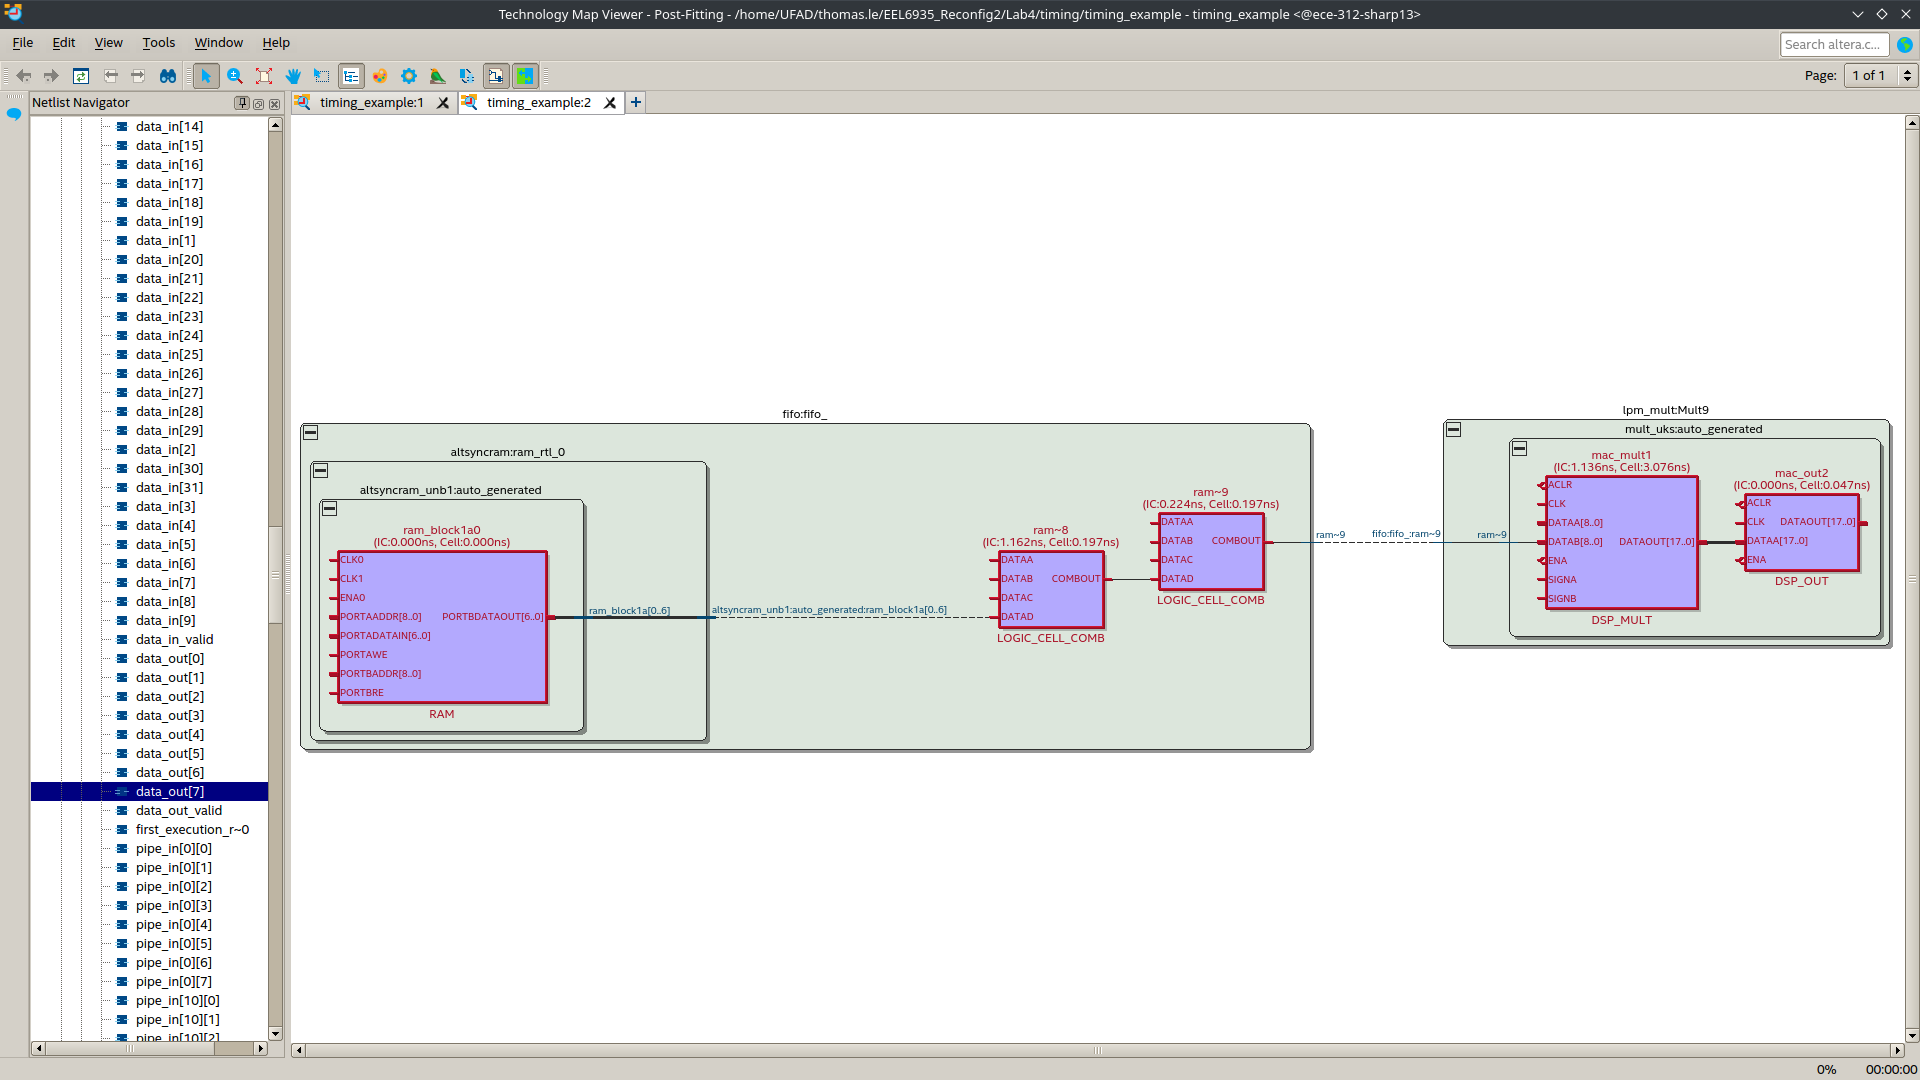 Technology Map Viewer - Post-Fitting - /home/UFAD/thomas.le/EEL6935_Reconfig2/Lab4/timing/timing_example - timing_example <@ece-312-sharp13>
File Edit View Tools Window Help
Search altera.c...
Page: 1 of 1
Netlist Navigator
timing_example:1
timing_example:2
data_in[14]
data_in[15]
data_in[16]
data_in[17]
data_in[18]
data_in[19]
data_in[1]
data_in[20]
data_in[21]
data_in[22]
data_in[23]
data_in[24]
data_in[25]
data_in[26]
data_in[27]
data_in[28]
data_in[29]
data_in[2]
data_in[30]
data_in[31]
data_in[3]
data_in[4]
data_in[5]
data_in[6]
data_in[7]
data_in[8]
data_in[9]
data_in_valid
data_out[0]
data_out[1]
data_out[2]
data_out[3]
data_out[4]
data_out[5]
data_out[6]
data_out[7]
data_out_valid
first_execution_r~0
pipe_in[0][0]
pipe_in[0][1]
pipe_in[0][2]
pipe_in[0][3]
pipe_in[0][4]
pipe_in[0][5]
pipe_in[0][6]
pipe_in[0][7]
pipe_in[10][0]
pipe_in[10][1]
pipe_in[10][2]
fifo:fifo_
altsyncram:ram_rtl_0
altsyncram_unb1:auto_generated
ram_block1a0
(IC:0.000ns, Cell:0.000ns)
CLK0
CLK1
ENA0
PORTAADDR[8..0] PORTBDATAOUT[6..0]
PORTADATAIN[6..0]
PORTAWE
PORTBADDR[8..0]
PORTBRE
RAM
ram_block1a[0..6]
altsyncram_unb1:auto_generated:ram_block1a[0..6]
ram~8
(IC:1.162ns, Cell:0.197ns)
DATAA
DATAB COMBOUT
DATAC
DATAD
LOGIC_CELL_COMB
ram~9
(IC:0.224ns, Cell:0.197ns)
DATAA
DATAB COMBOUT
DATAC
DATAD
LOGIC_CELL_COMB
ram~9
fifo:fifo_:ram~9
ram~9
lpm_mult:Mult9
mult_uks:auto_generated
mac_mult1
(IC:1.136ns, Cell:3.076ns)
ACLR
CLK
DATAA[8..0]
DATAB[8..0] DATAOUT[17..0]
ENA
SIGNA
SIGNB
DSP_MULT
mac_out2
(IC:0.000ns, Cell:0.047ns)
ACLR
CLK DATAOUT[17..0]
DATAA[17..0]
ENA
DSP_OUT
0% 00:00:00